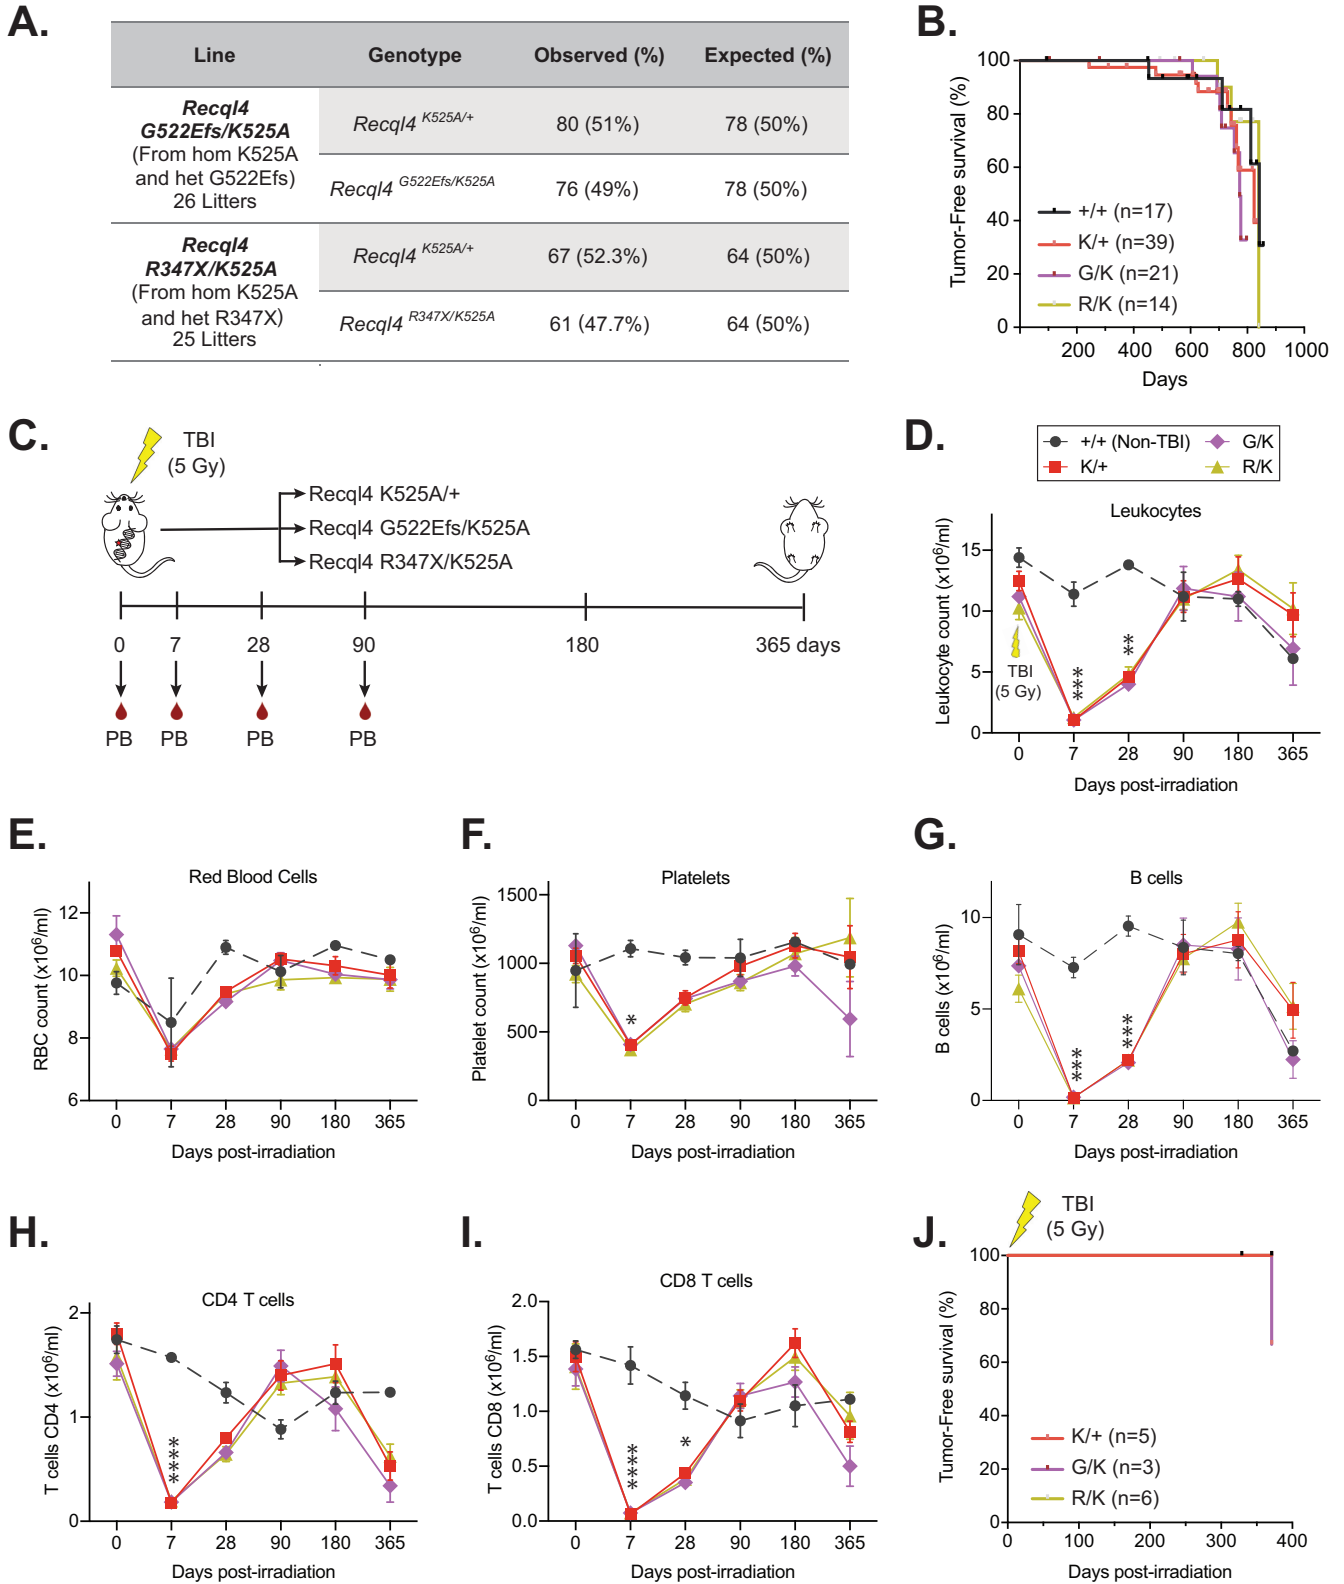 A.
Line Genotype Observed (%) Expected (%)
Recql4
G522Efs/K525A
(From hom K525A
and het G522Efs)
26 Litters
Recql4 K525A/+ 80 (51%) 78 (50%)
Recql4 G522Efs/K525A 76 (49%) 78 (50%)
Recql4
R347X/K525A
(From hom K525A
and het R347X)
25 Litters
Recql4 K525A/+ 67 (52.3%) 64 (50%)
Recql4 R347X/K525A 61 (47.7%) 64 (50%)
B.
Tumor-Free survival (%)
100
80
60
40
20
0
+/+ (n=17)
K/+ (n=39)
G/K (n=21)
R/K (n=14)
200 400 600 800 1000
Days
C.
TBI
(5 Gy)
Recql4 K525A/+
Recql4 G522Efs/K525A
Recql4 R347X/K525A
0 7 28 90 180 365 days
PB PB PB PB
D.
+/+ (Non-TBI) G/K
K/+ R/K
Leukocytes
Leukocyte count (x10⁶/ml)
15
10
5
0
TBI
(5 Gy)
***
**
0 7 28 90 180 365
Days post-irradiation
E.
Red Blood Cells
RBC count (x10⁶/ml)
12
10
8
6
0 7 28 90 180 365
Days post-irradiation
F.
Platelets
Platelet count (x10⁶/ml)
1500
1000
500
0
*
0 7 28 90 180 365
Days post-irradiation
G.
B cells
B cells (x10⁶/ml)
10
5
0
***
***
0 7 28 90 180 365
Days post-irradiation
H.
CD4 T cells
T cells CD4 (x10⁶/ml)
2
1
0
****
0 7 28 90 180 365
Days post-irradiation
I.
CD8 T cells
T cells CD8 (x10⁶/ml)
2.0
1.5
1.0
0.5
0.0
****
*
0 7 28 90 180 365
Days post-irradiation
J.
TBI
(5 Gy)
Tumor-Free survival (%)
100
80
60
40
20
0
K/+ (n=5)
G/K (n=3)
R/K (n=6)
0 100 200 300 400
Days post-irradiation